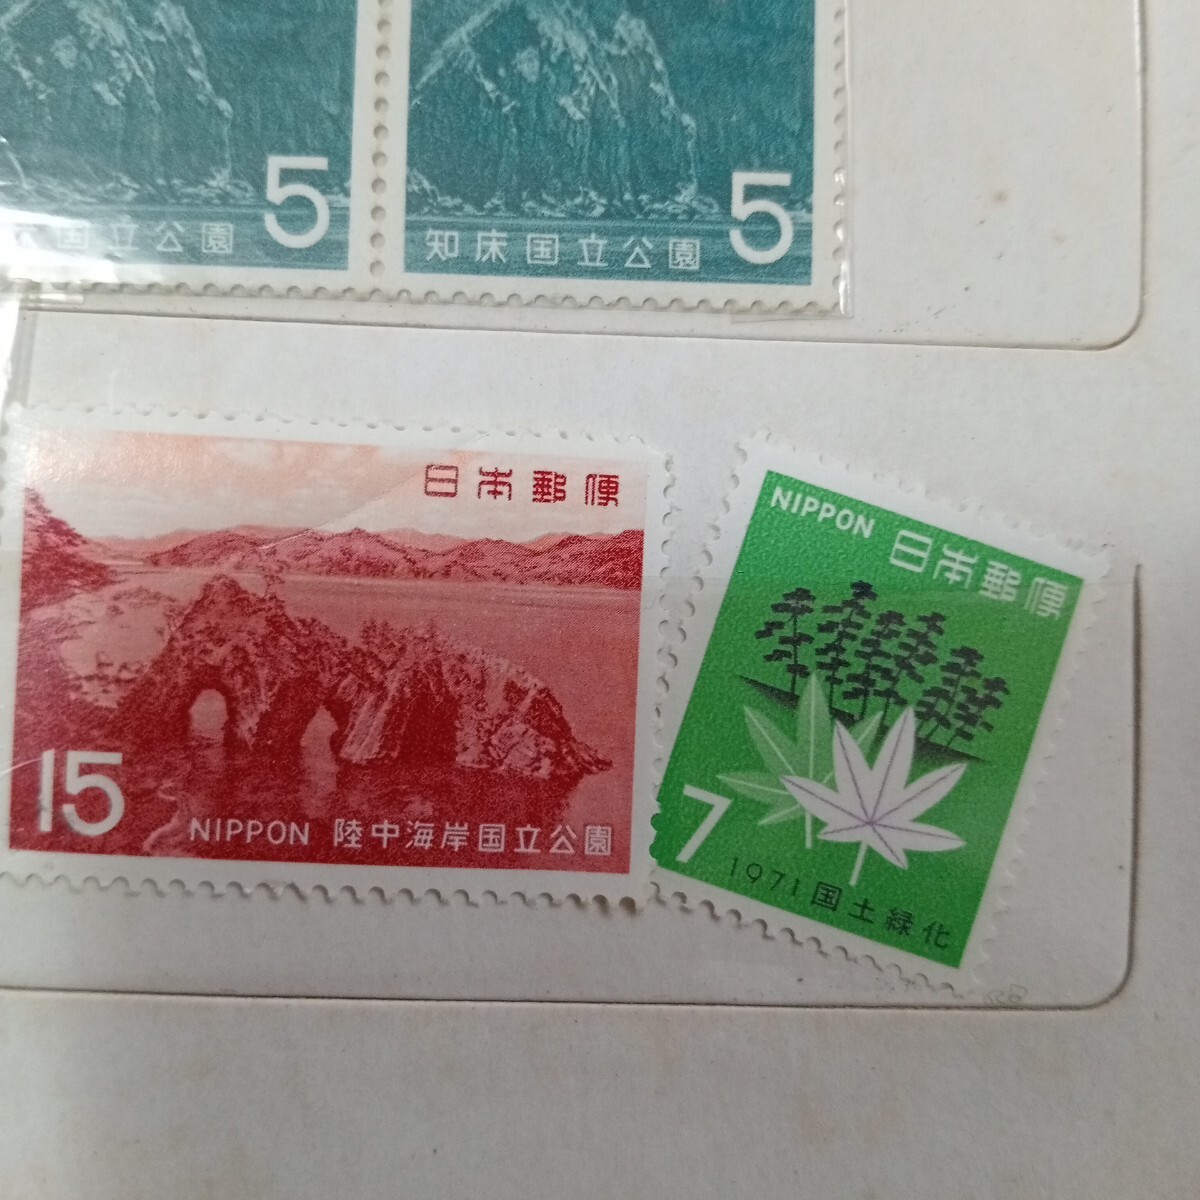 国立公園 5
知床国立公園 5
日本郵便
15
NIPPON 陸中海岸国立公園
NIPPON 日本郵便
7
1971 国土緑化